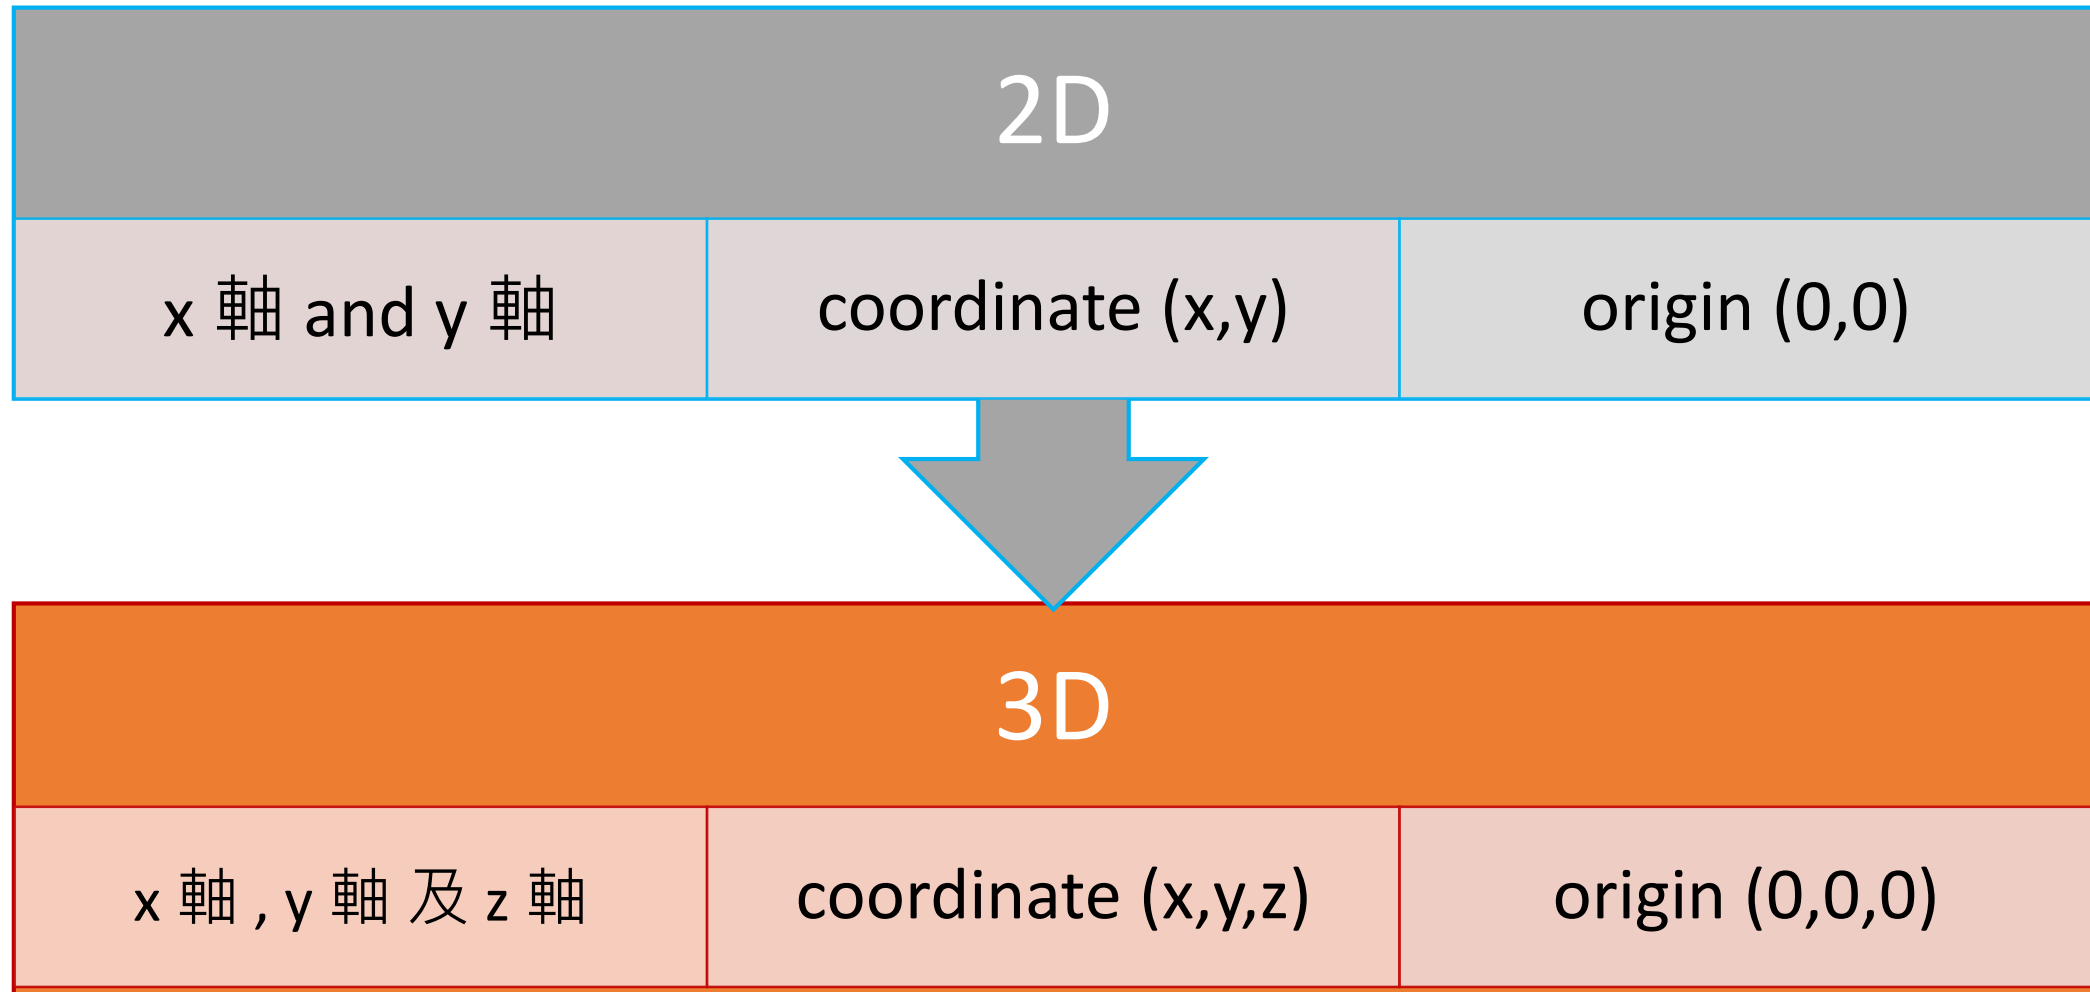 2D
x 軸 and y 軸
coordinate (x,y)
origin (0,0)
3D
x 軸 , y 軸 及 z 軸
coordinate (x,y,z)
origin (0,0,0)